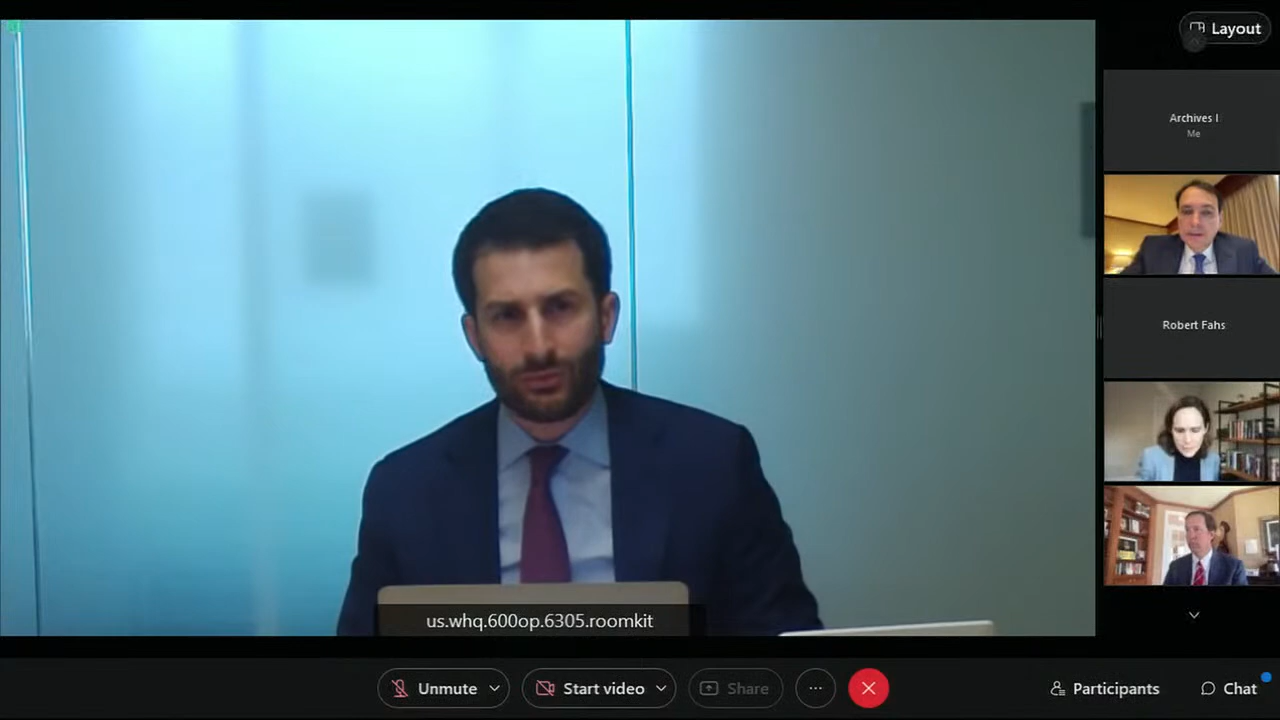 Layout
Archives I
Me
Robert Fahs
us.whq.600op.6305.roomkit
Unmute
Start video
Share
Participants
Chat